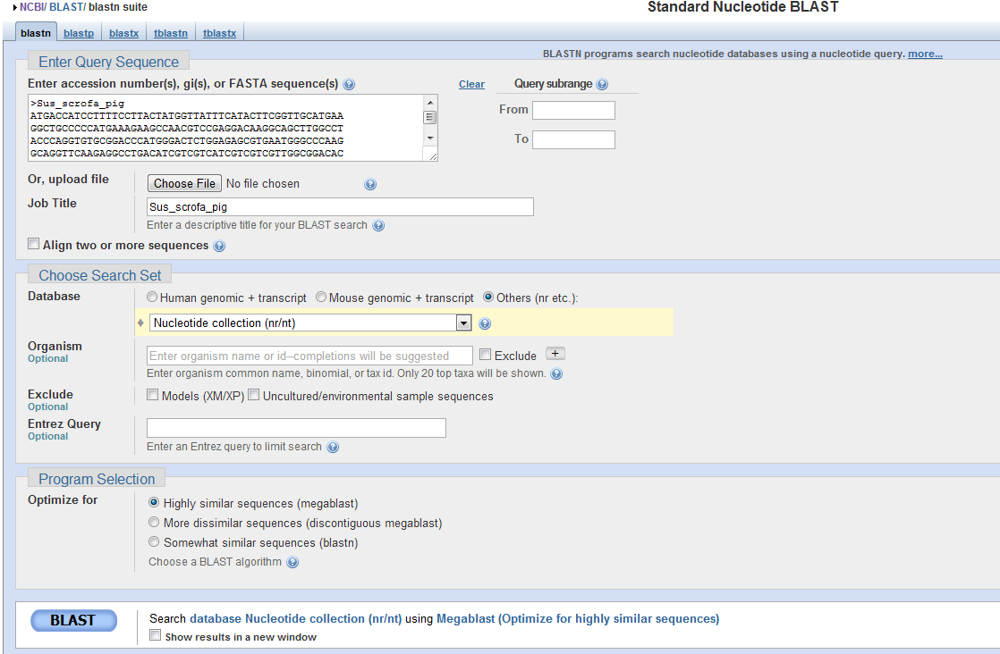 NCBI/ BLAST/ blastn suite
Standard Nucleotide BLAST
blastn blastp blastx tblastn tblastx
Enter Query Sequence
BLASTN programs search nucleotide databases using a nucleotide query. more...
Enter accession number(s), gi(s), or FASTA sequence(s)
Clear
Query subrange
>Sus_scrofa_pig
ATGACCATCCTTTTCCTTACTATGGTTATTTCATACTTCGGTTGCATGAA
GGCTGCCCCCATGAAAGAAGCCAACGTCCGAGGACAAGGCAGCTTGGCCT
ACCCAGGTGTGCGGACCCATGGGACTCTGGAGAGCGTGAATGGGCCCAAG
GCAGGTTCAAGAGGCCTGACATCGTCGTCATCGTCGTCGTTGGCGGACAC
From
To
Or, upload file
Choose File No file chosen
Job Title
Sus_scrofa_pig
Enter a descriptive title for your BLAST search
Align two or more sequences
Choose Search Set
Database
Human genomic + transcript Mouse genomic + transcript Others (nr etc.):
Nucleotide collection (nr/nt)
Organism
Optional
Enter organism name or id--completions will be suggested
Exclude +
Enter organism common name, binomial, or tax id. Only 20 top taxa will be shown.
Exclude
Optional
Models (XM/XP) Uncultured/environmental sample sequences
Entrez Query
Optional
Enter an Entrez query to limit search
Program Selection
Optimize for
Highly similar sequences (megablast)
More dissimilar sequences (discontiguous megablast)
Somewhat similar sequences (blastn)
Choose a BLAST algorithm
BLAST
Search database Nucleotide collection (nr/nt) using Megablast (Optimize for highly similar sequences)
Show results in a new window